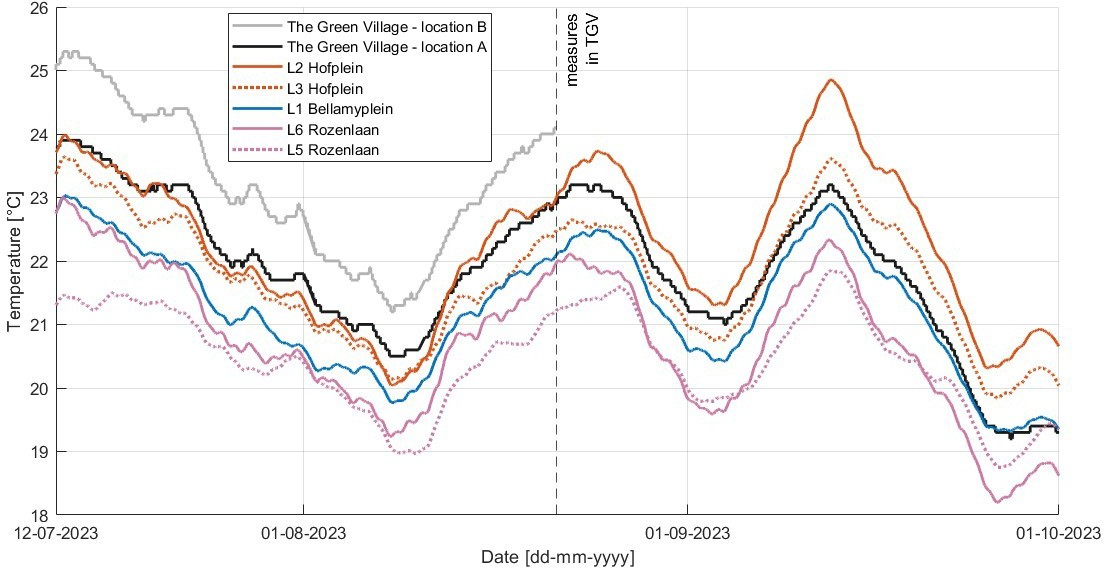 26
25
24
23
22
21
20
19
18
Temperature [°C]
The Green Village - location B
The Green Village - location A
L2 Hofplein
L3 Hofplein
L1 Bellamyplein
L6 Rozenlaan
L5 Rozenlaan
measures
in TGV
12-07-2023
01-08-2023
01-09-2023
01-10-2023
Date [dd-mm-yyyy]